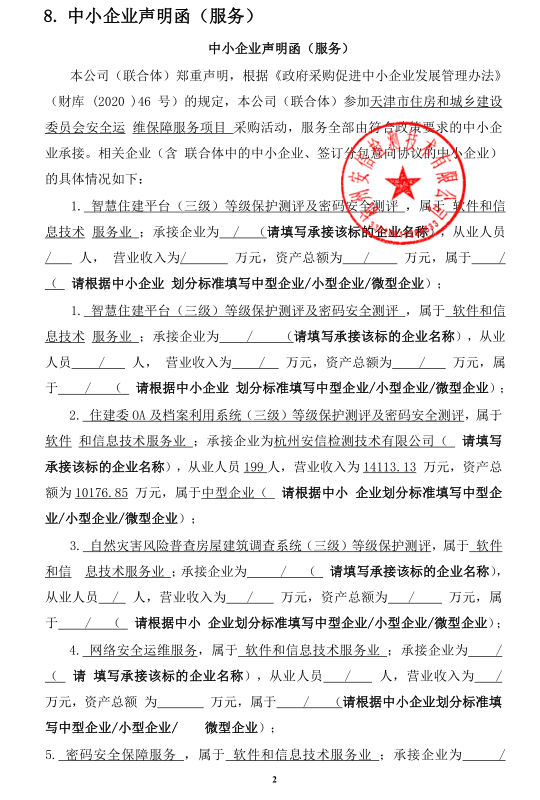 8. 中小企业声明函（服务）
中小企业声明函（服务）
本公司（联合体）郑重声明，根据《政府采购促进中小企业发展管理办法》
（财库 (2020 )46 号）的规定，本公司（联合体）参加天津市住房和城乡建设
委员会安全运 维保障服务项目 采购活动，服务全部由符合政策要求的中小企
业承接。相关企业（含 联合体中的中小企业、签订分包意向协议的中小企业）
的具体情况如下：
1. 智慧住建平台（三级）等级保护测评及密码安全测评 ，属于 软件和信
息技术 服务业 ；承接企业为 / （请填写承接该标的企业名称），从业人员
/ 人， 营业收入为/ 万元，资产总额为 / 万元，属于 /
（ 请根据中小企业 划分标准填写中型企业/小型企业/微型企业）；
1. 智慧住建平台（三级）等级保护测评及密码安全测评 ，属于 软件和信
息技术 服务业 ；承接企业为 / （请填写承接该标的企业名称），从业
人员 / 人， 营业收入为 / 万元，资产总额为 / 万元，属
于 / （ 请根据中小企业 划分标准填写中型企业/小型企业/微型企业）；
2. 住建委 OA 及档案利用系统（三级）等级保护测评及密码安全测评，属于
软件 和信息技术服务业 ；承接企业为杭州安信检测技术有限公司（ 请填写
承接该标的企业名称），从业人员 199 人，营业收入为 14113.13 万元，资产总
额为 10176.85 万元，属于中型企业（ 请根据中小 企业划分标准填写中型企
业/小型企业/微型企业）；
3. 自然灾害风险普查房屋建筑调查系统（三级）等级保护测评，属于 软件
和信 息技术服务业 ；承接企业为 / （ 请填写承接该标的企业名称），
从业人员 / 人，营业收入为 / 万元，资产总额为 / 万元，属
于 / （ 请根据中小 企业划分标准填写中型企业/小型企业/微型企业）；
4. 网络安全运维服务，属于 软件和信息技术服务业 ；承接企业为 /
（ 请 填写承接该标的企业名称），从业人员 / 人，营业收入为 /
万元，资产总额 为 万元，属于 / （请根据中小企业划分标准填
写中型企业/小型企业/ 微型企业）；
5. 密码安全保障服务 ，属于 软件和信息技术服务业 ；承接企业为 /
2
杭州安信检测技术有限公司